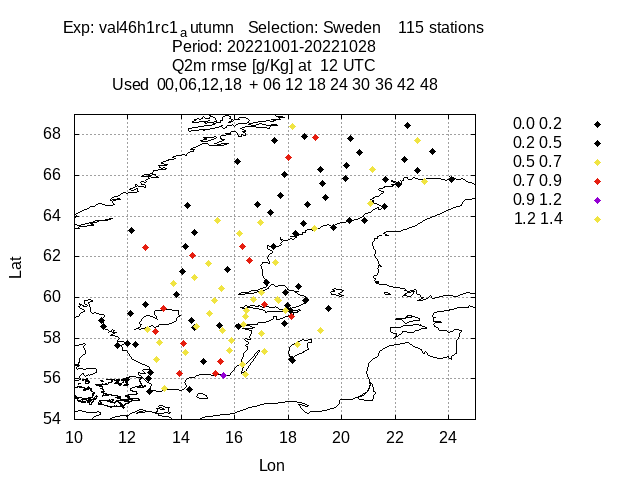 Exp: val46h1rc1autumn Selection: Sweden 115 stations
Period: 20221001-20221028
Q2m rmse [g/Kg] at 12 UTC
Used 00,06,12,18 + 06 12 18 24 30 36 42 48
68
66
64
62
60
58
56
54
Lat
10 12 14 16 18 20 22 24
Lon
0.0 0.2
0.2 0.5
0.5 0.7
0.7 0.9
0.9 1.2
1.2 1.4